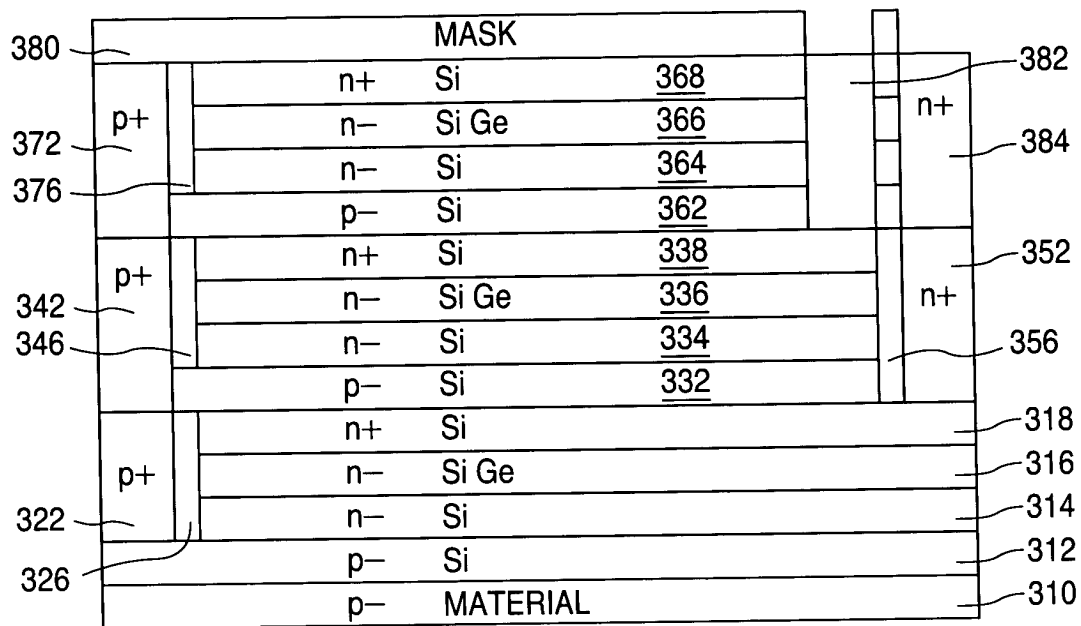 380 MASK
n+ Si 368 382
p+ n- Si Ge 366 n+
372 n- Si 364 384
376 p- Si 362
p+ n+ Si 338 352
342 n- Si Ge 336 n+
346 n- Si 334 356
p- Si 332
n+ Si 318
p+ n- Si Ge 316
322 n- Si 314
326 p- Si 312
p- MATERIAL 310